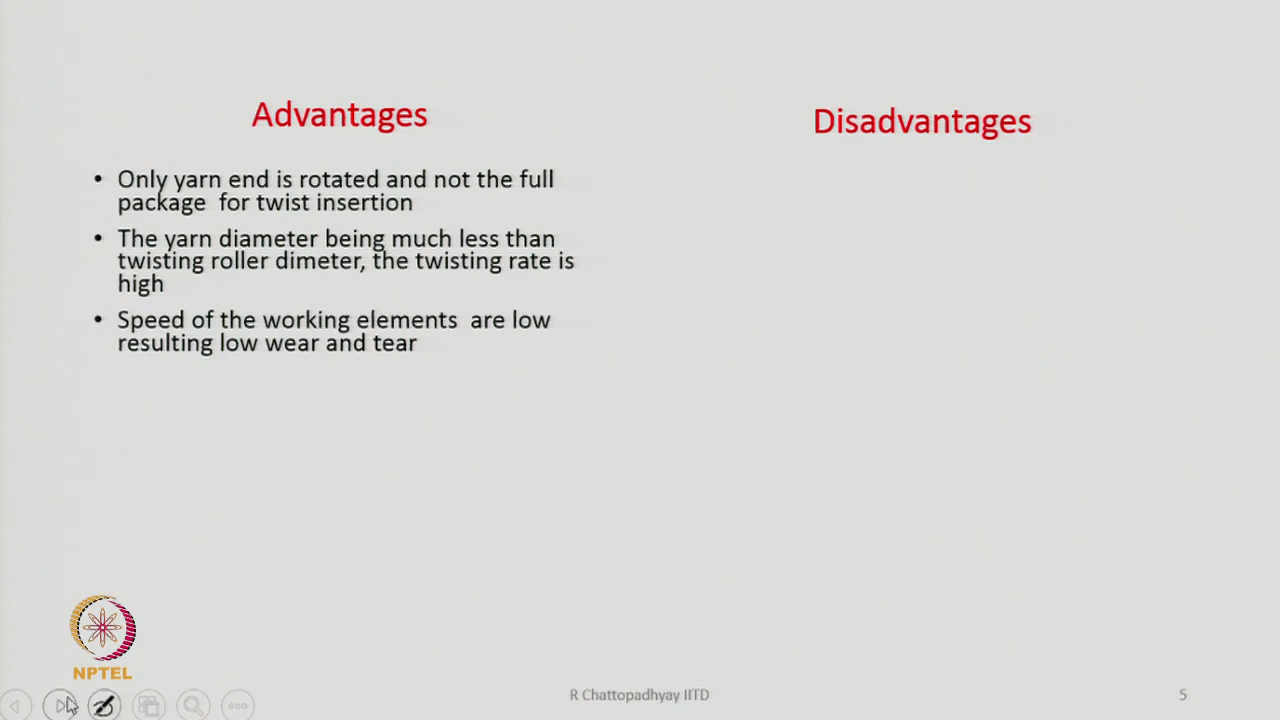 Advantages
• Only yarn end is rotated and not the full
package for twist insertion
• The yarn diameter being much less than
twisting roller dimeter, the twisting rate is
high
• Speed of the working elements are low
resulting low wear and tear
Disadvantages
NPTEL
R Chattopadhyay IITD
5